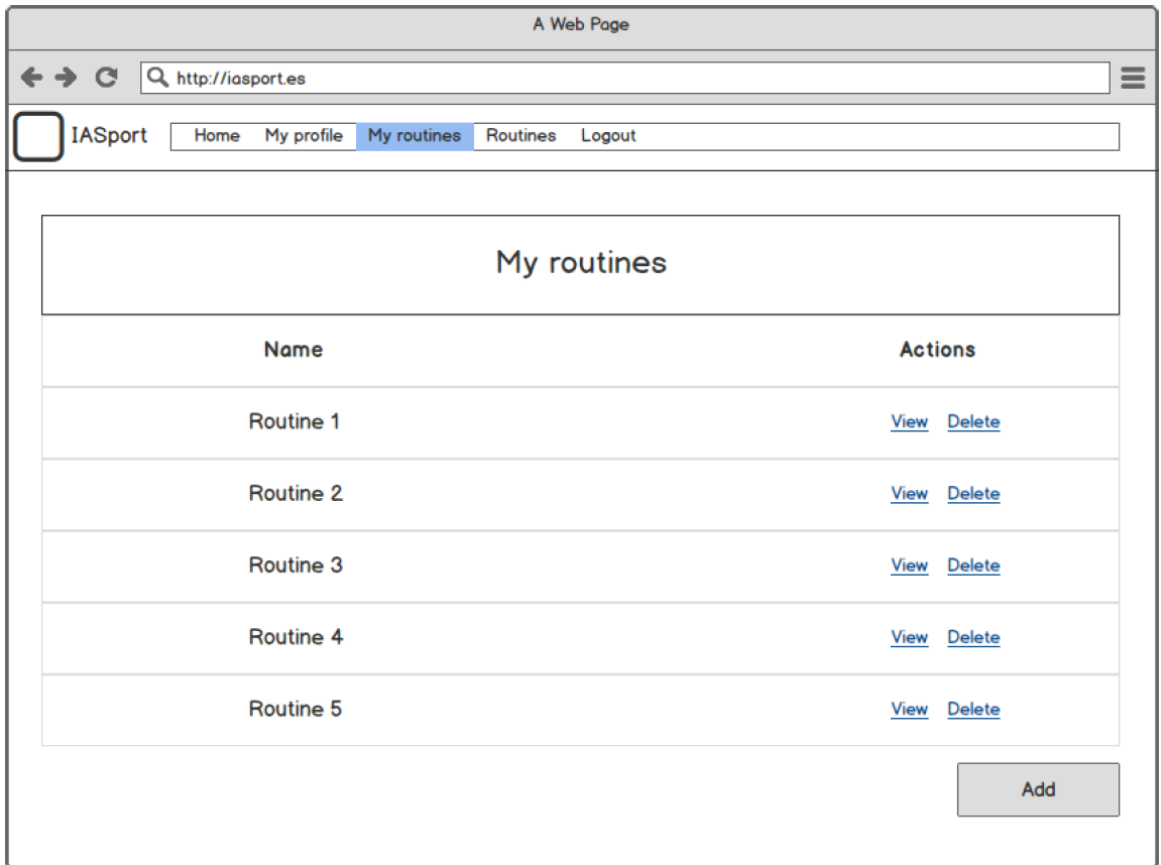 A Web Page
http://iasport.es
IASport Home My profile My routines Routines Logout
My routines
Name Actions
Routine 1 View Delete
Routine 2 View Delete
Routine 3 View Delete
Routine 4 View Delete
Routine 5 View Delete
Add